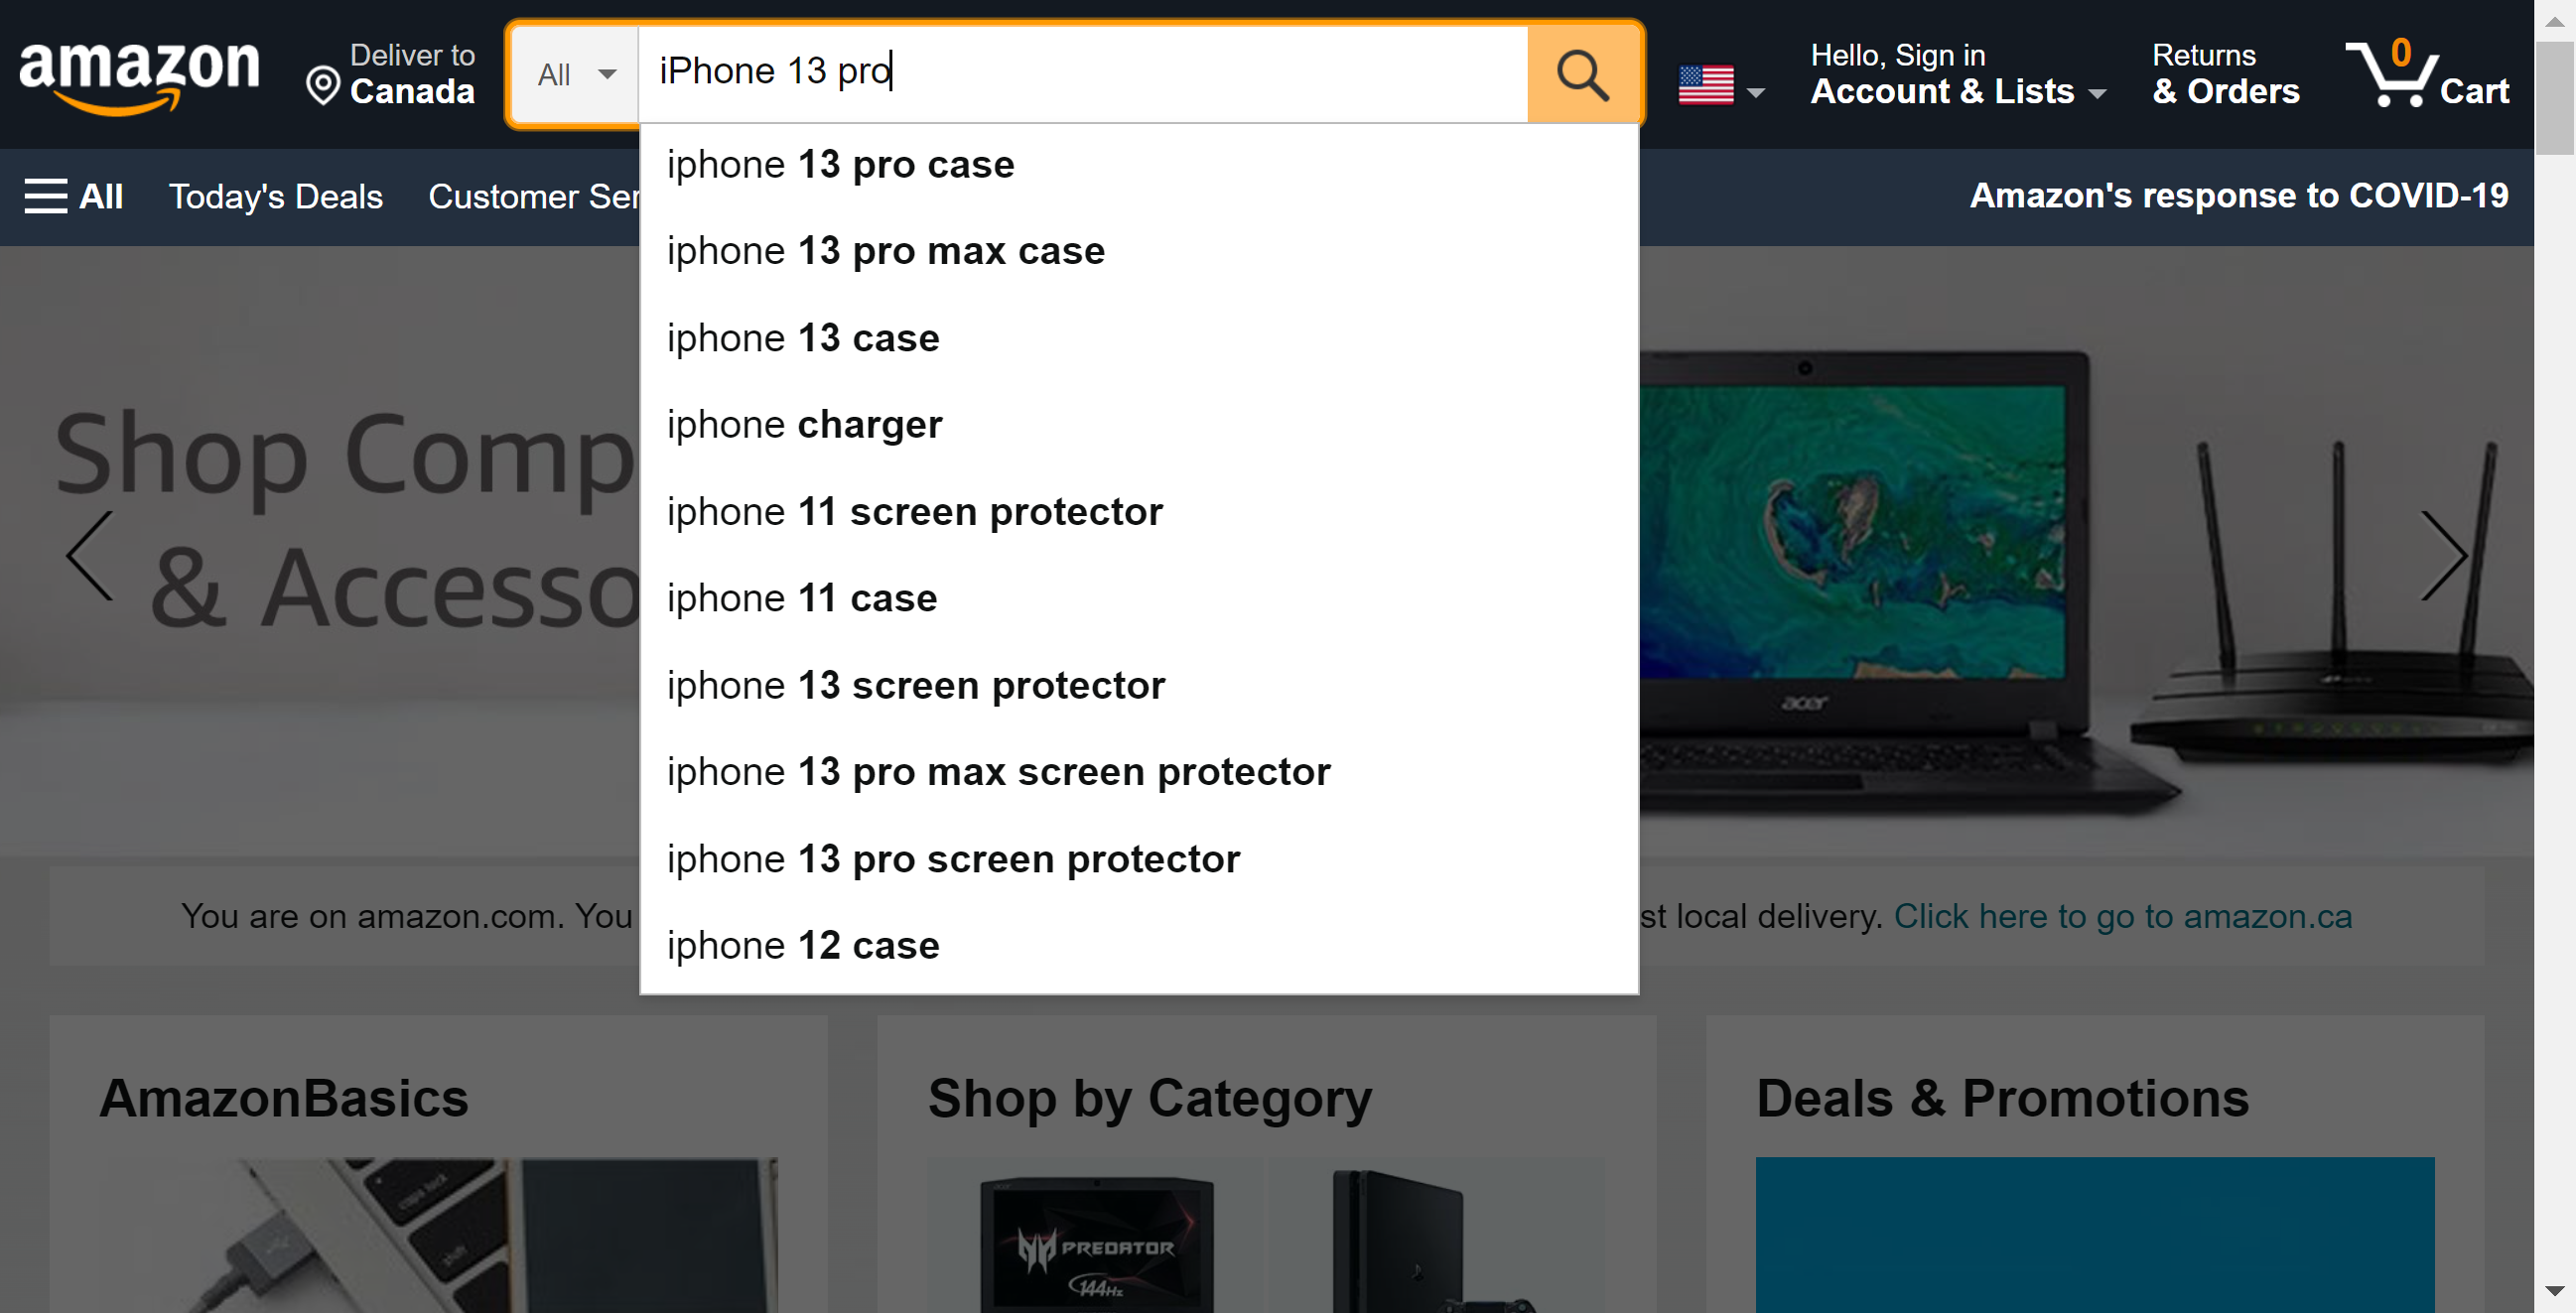 amazon
Deliver to
Canada
All
iPhone 13 pro
Hello, Sign in
Account & Lists
Returns
& Orders
0
Cart
All
Today's Deals
Customer Ser
Amazon's response to COVID-19
iphone 13 pro case
iphone 13 pro max case
iphone 13 case
iphone charger
iphone 11 screen protector
iphone 11 case
iphone 13 screen protector
iphone 13 pro max screen protector
iphone 13 pro screen protector
iphone 12 case
Shop Comp
& Accesso
acer
You are on amazon.com. You
st local delivery. Click here to go to amazon.ca
AmazonBasics
Shop by Category
Deals & Promotions
caps lock
shift
PREDATOR
144Hz